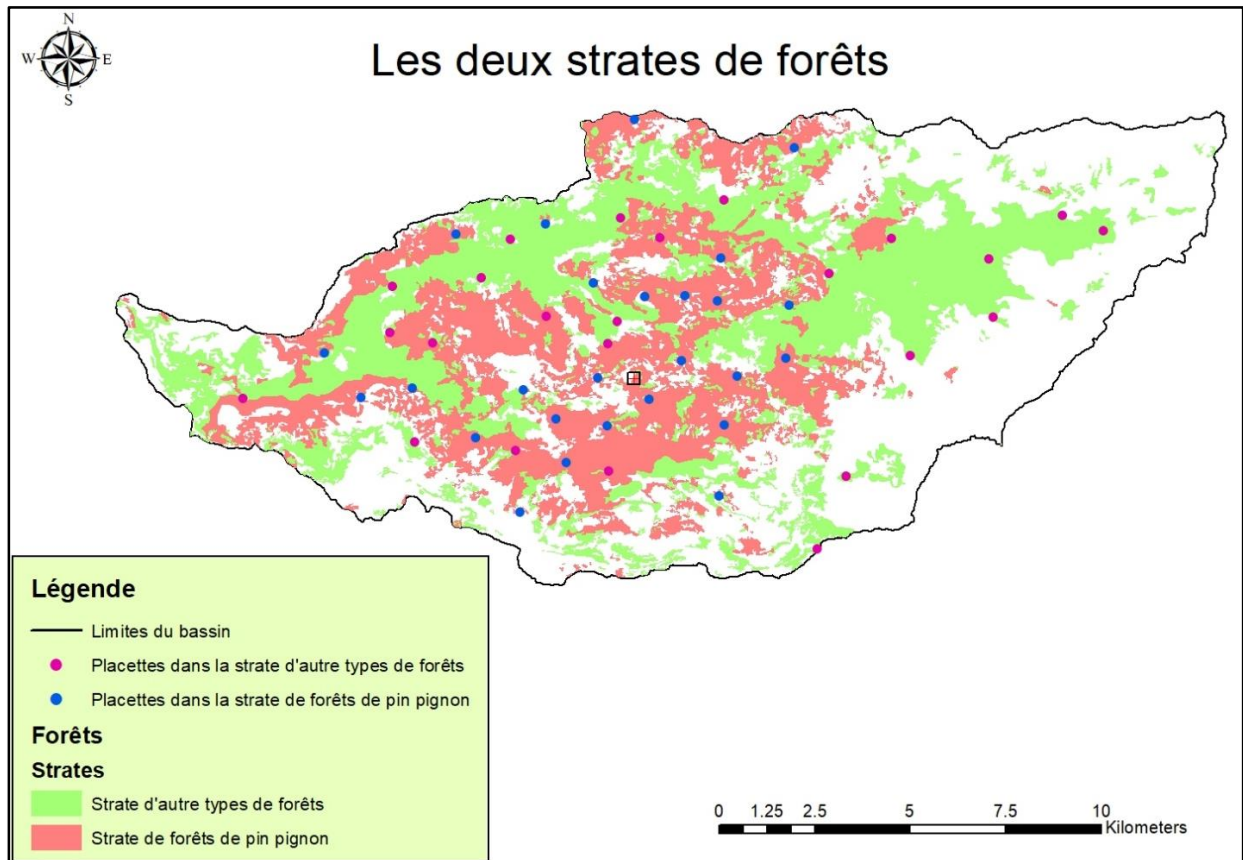 N
W E
S
Les deux strates de forêts
Légende
Limites du bassin
Placettes dans la strate d'autre types de forêts
Placettes dans la strate de forêts de pin pignon
Forêts
Strates
Strate d'autre types de forêts
Strate de forêts de pin pignon
0 1.25 2.5 5 7.5 10
Kilometers